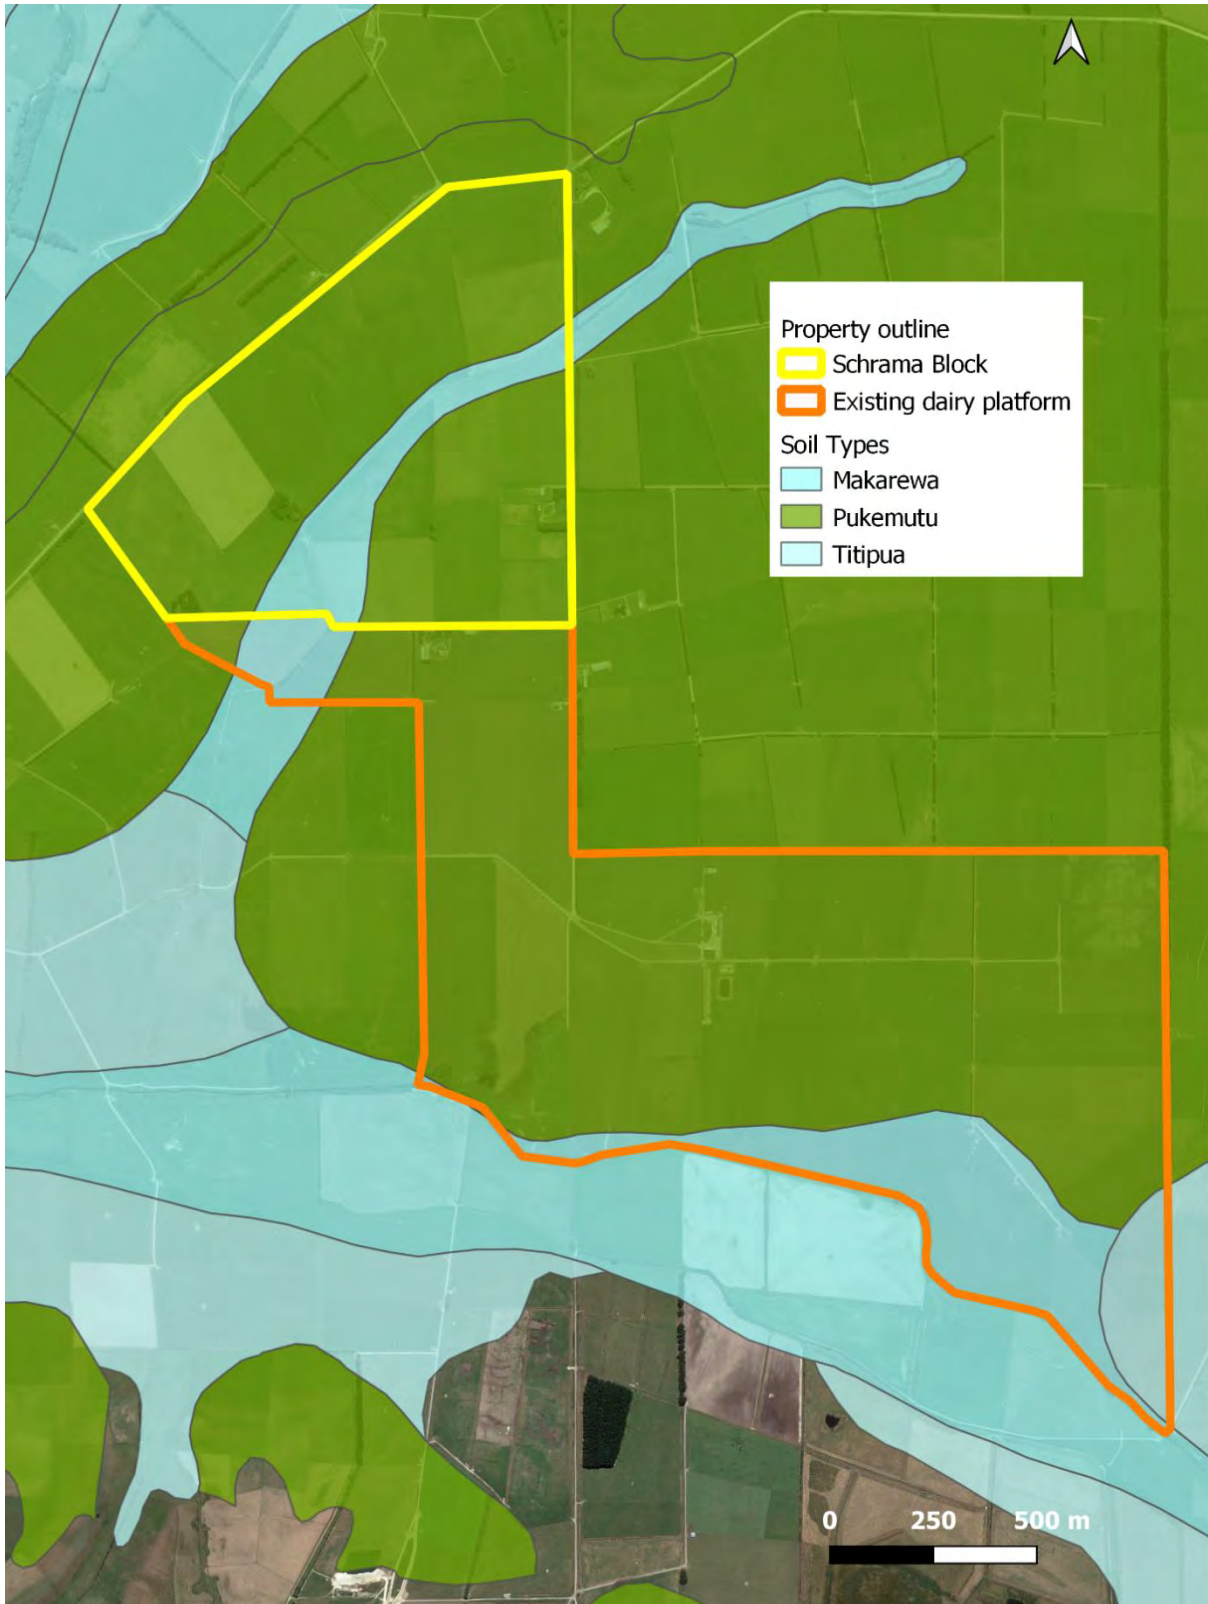 Property outline
Schrama Block
Existing dairy platform
Soil Types
Makarewa
Pukemutu
Titipua
0 250 500 m